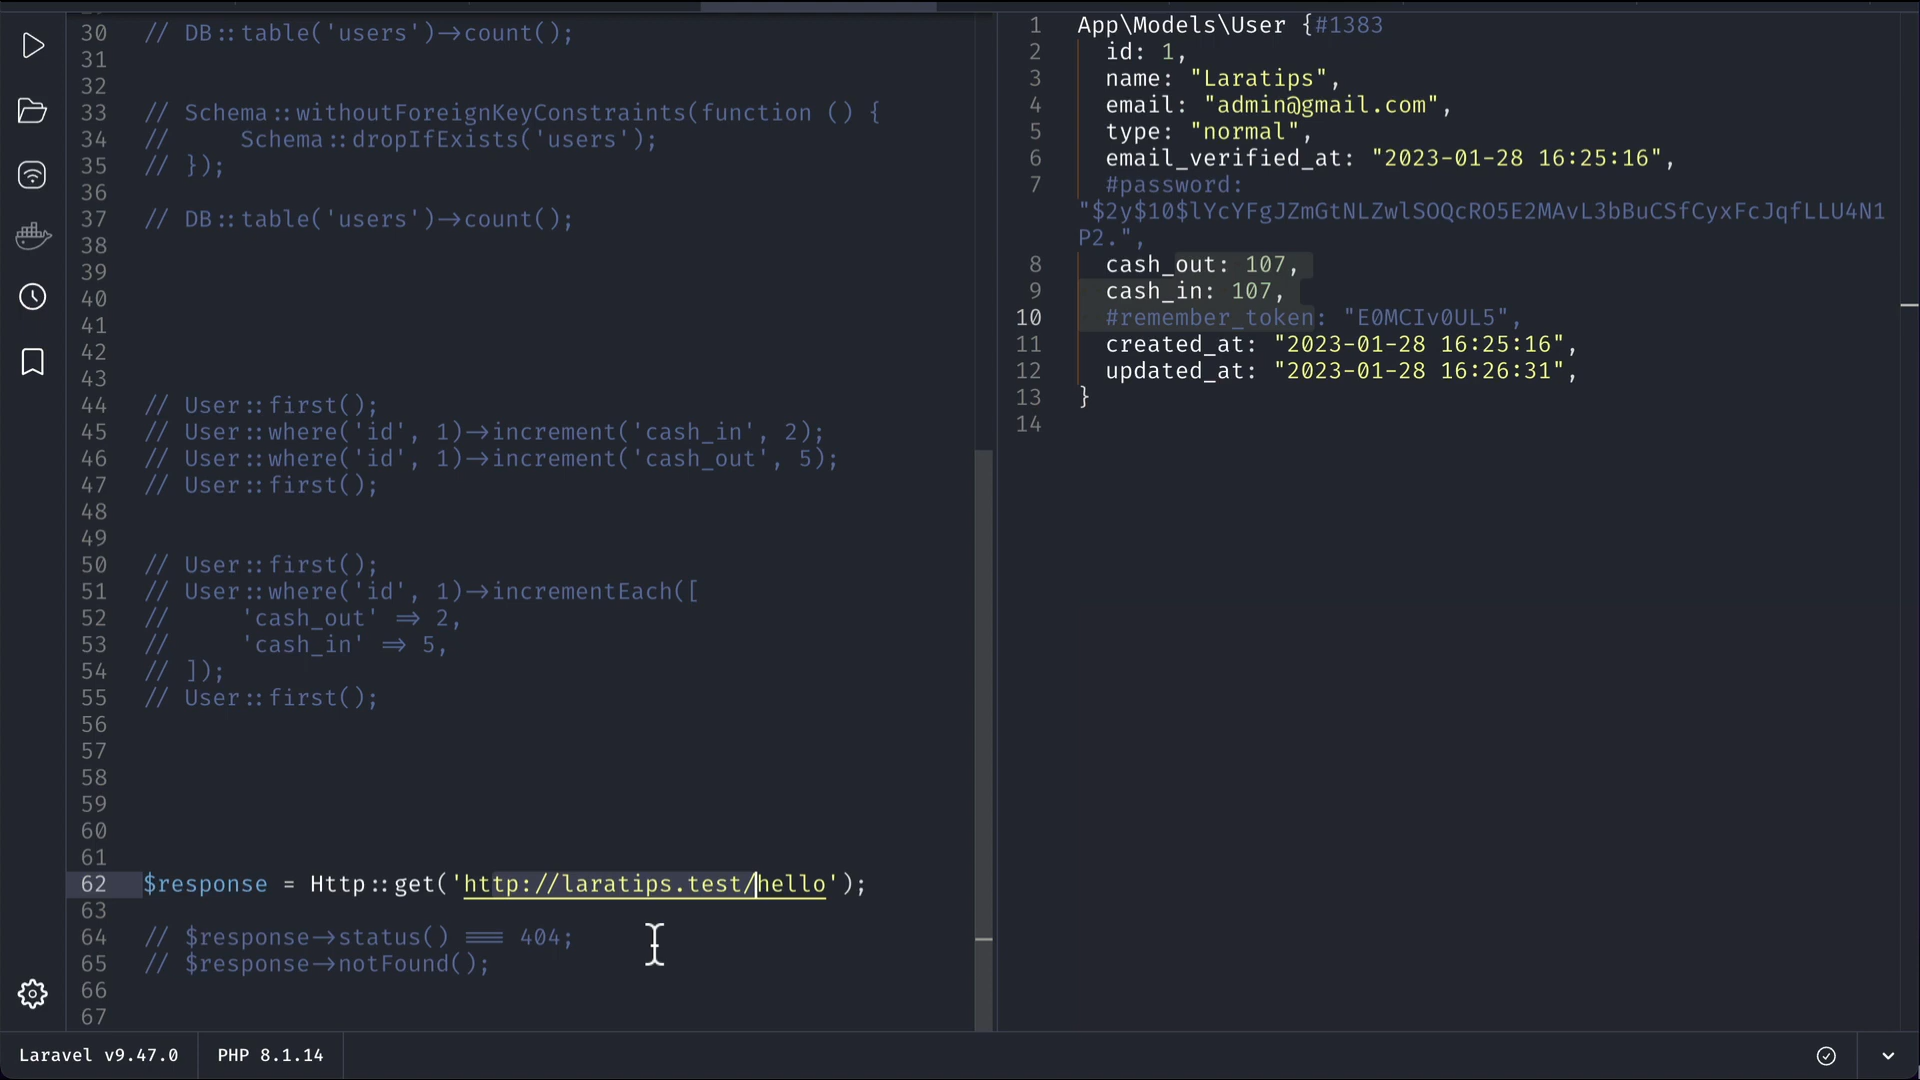 30 // DB::table('users')->count();
31
32
33 // Schema::withoutForeignKeyConstraints(function () {
34 //     Schema::dropIfExists('users');
35 // });
36
37 // DB::table('users')->count();
38
39
40
41
42
43
44 // User::first();
45 // User::where('id', 1)->increment('cash_in', 2);
46 // User::where('id', 1)->increment('cash_out', 5);
47 // User::first();
48
49
50 // User::first();
51 // User::where('id', 1)->incrementEach([
52 //     'cash_out' => 2,
53 //     'cash_in' => 5,
54 // ]);
55 // User::first();
56
57
58
59
60
61
62 $response = Http::get('http://laratips.test/hello');
63
64 // $response->status() === 404;
65 // $response->notFound();
66
67
1 App\Models\User {#1383
2 id: 1,
3 name: "Laratips",
4 email: "admin@gmail.com",
5 type: "normal",
6 email_verified_at: "2023-01-28 16:25:16",
7 #password:
"$2y$10$lYcYFgJZmGtNLZwlSOQcRO5E2MAvL3bBuCSfCyxFcJqfLLU4N1
P2.",
8 cash_out: 107,
9 cash_in: 107,
10 #remember_token: "E0MCIv0UL5",
11 created_at: "2023-01-28 16:25:16",
12 updated_at: "2023-01-28 16:26:31",
13 }
14
Laravel v9.47.0
PHP 8.1.14